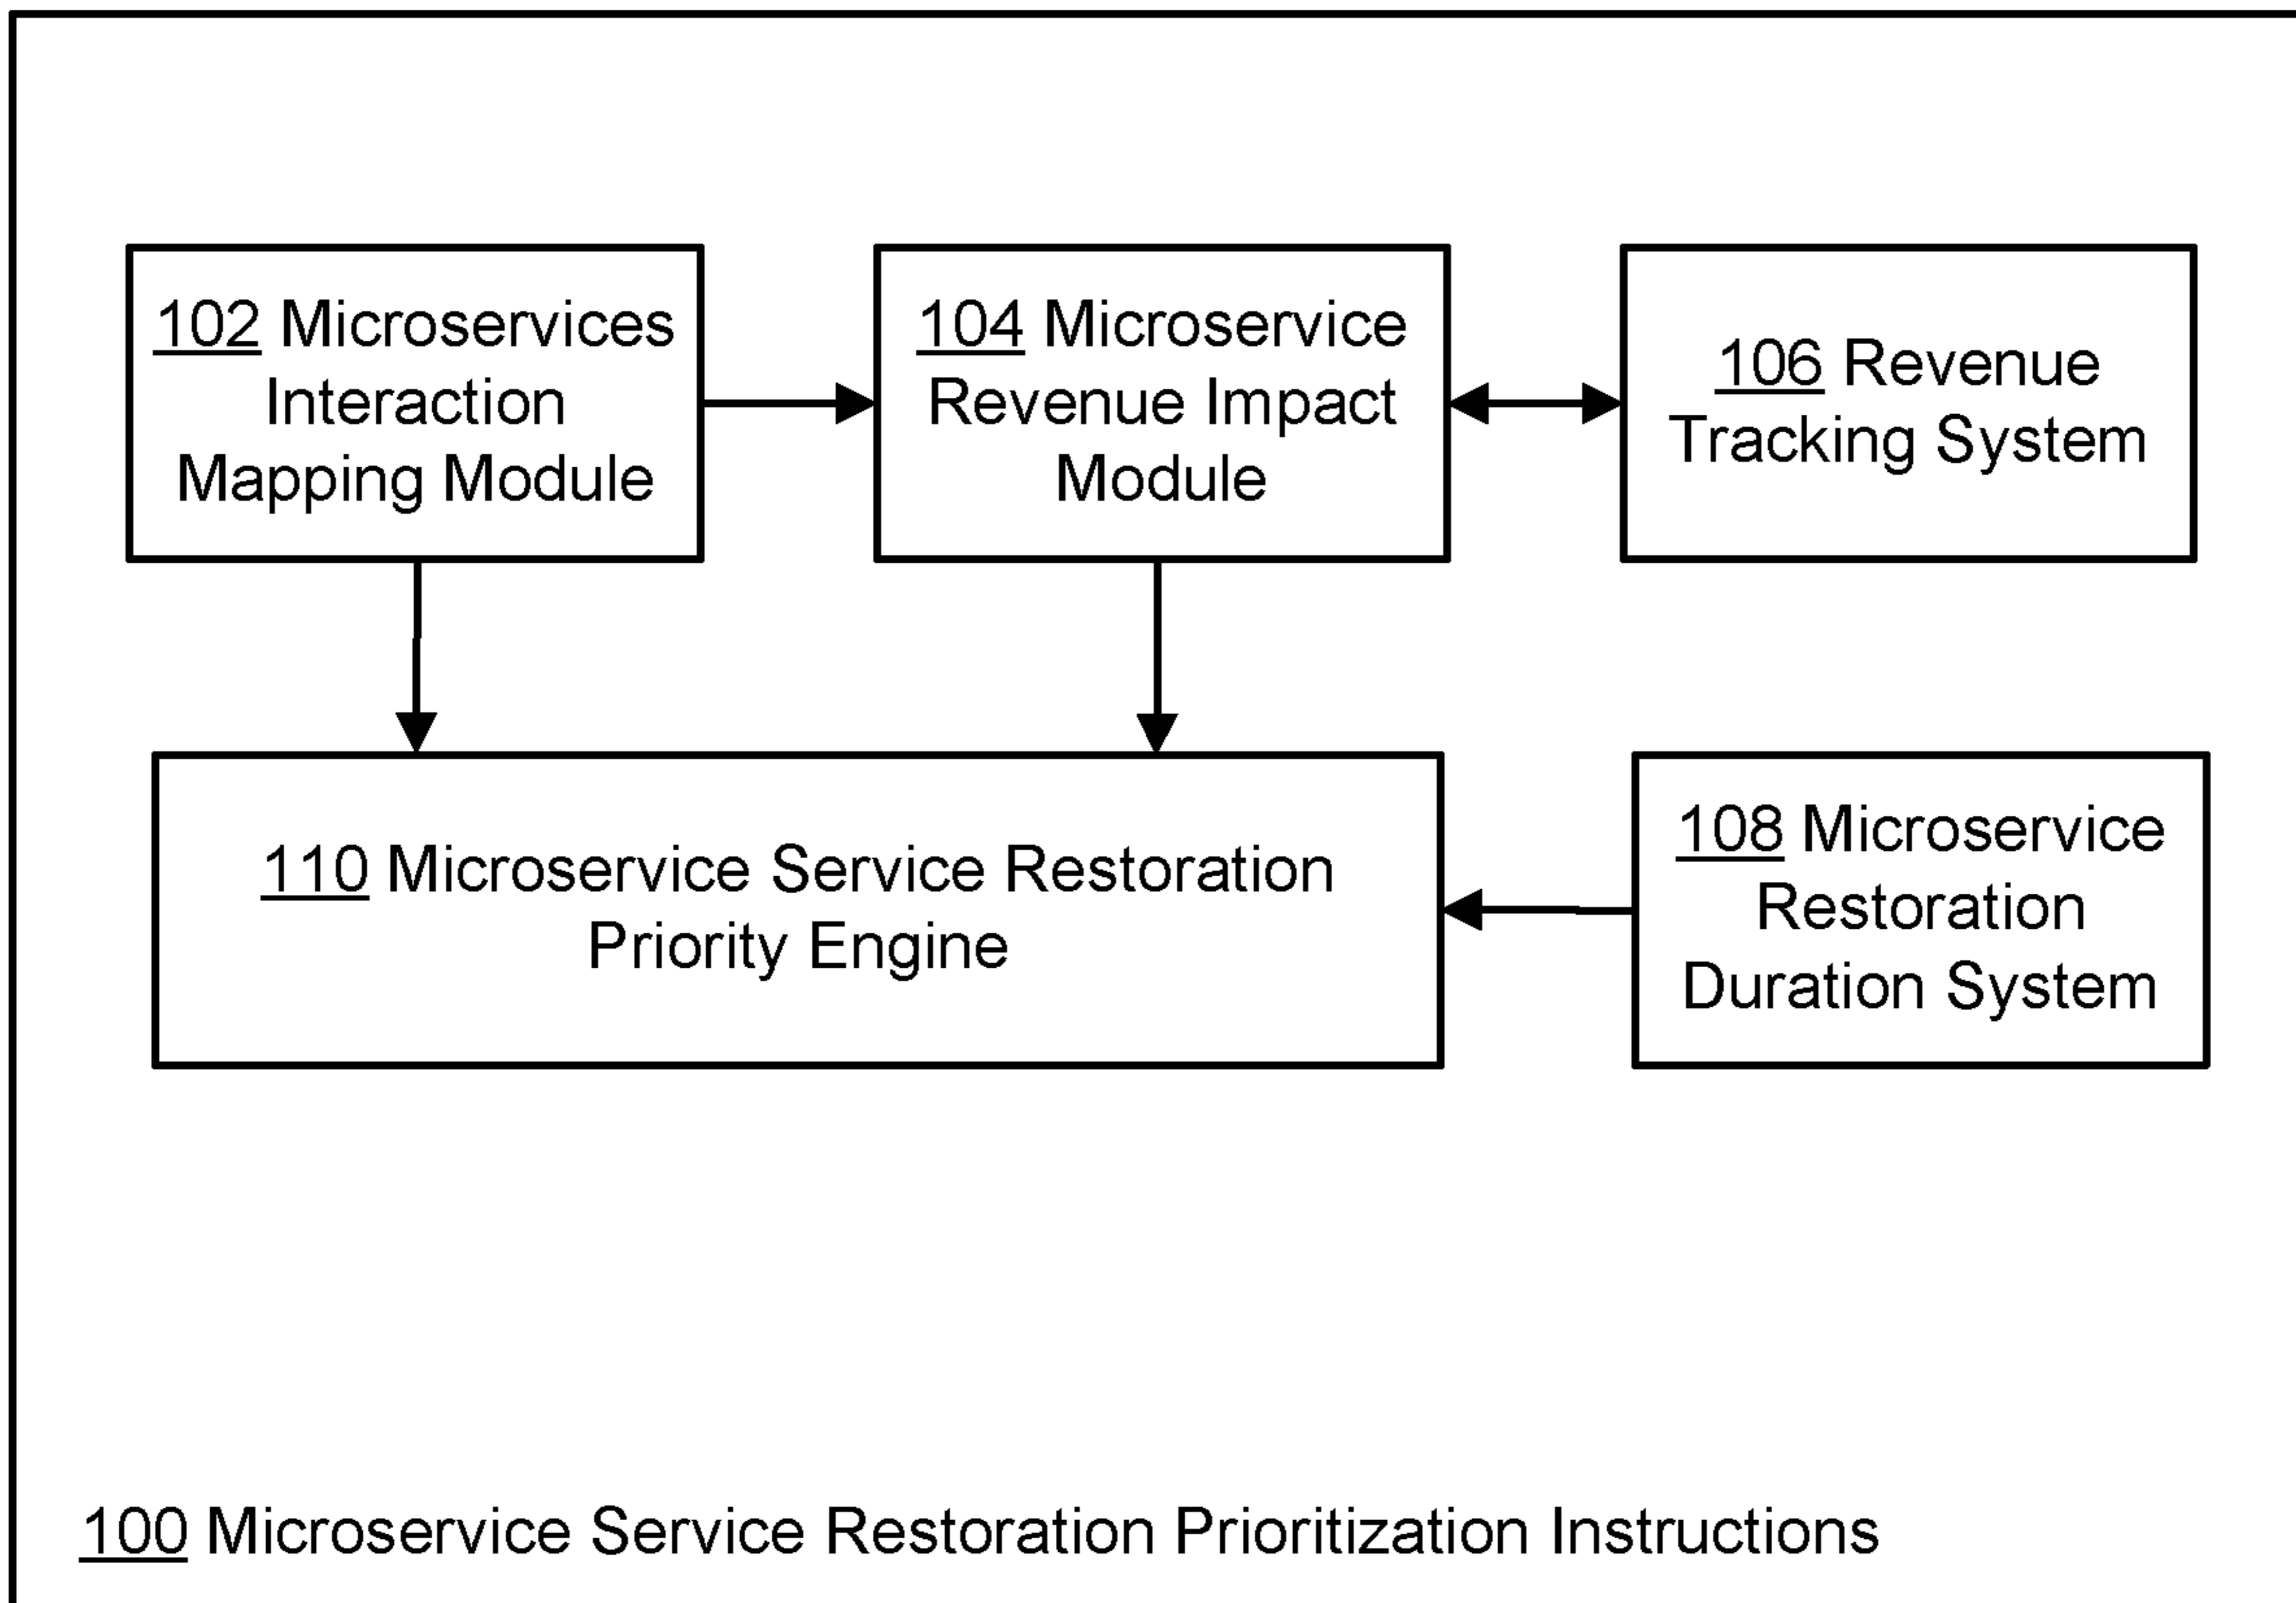 102 Microservices
Interaction
Mapping Module
104 Microservice
Revenue Impact
Module
106 Revenue
Tracking System
110 Microservice Service Restoration
Priority Engine
108 Microservice
Restoration
Duration System
100 Microservice Service Restoration Prioritization Instructions